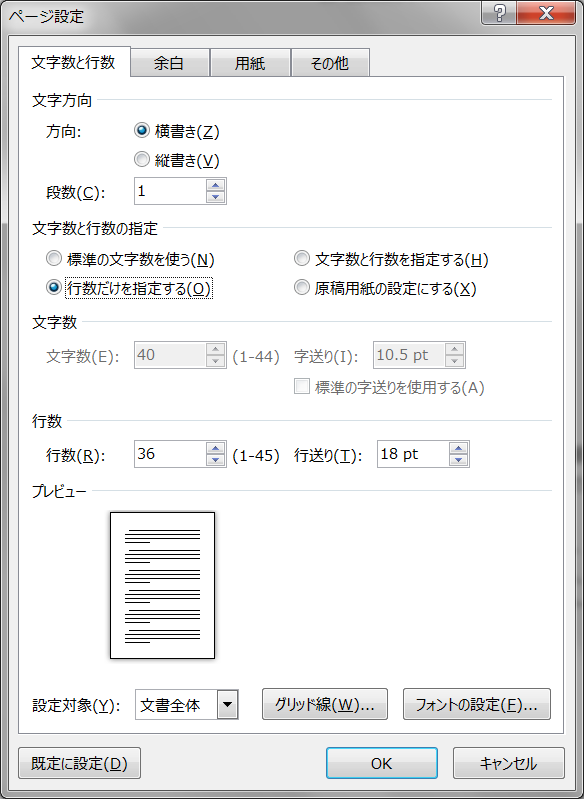 ページ設定
文字数と行数 余白 用紙 その他
文字方向
方向: 横書き(Z)
縦書き(V)
段数(C): 1
文字数と行数の指定
標準の文字数を使う(N) 文字数と行数を指定する(H)
行数だけを指定する(O) 原稿用紙の設定にする(X)
文字数
文字数(E): 40 (1-44) 字送り(I): 10.5 pt
標準の字送りを使用する(A)
行数
行数(R): 36 (1-45) 行送り(T): 18 pt
プレビュー
設定対象(Y): 文書全体 グリッド線(W)... フォントの設定(F)...
既定に設定(D) OK キャンセル